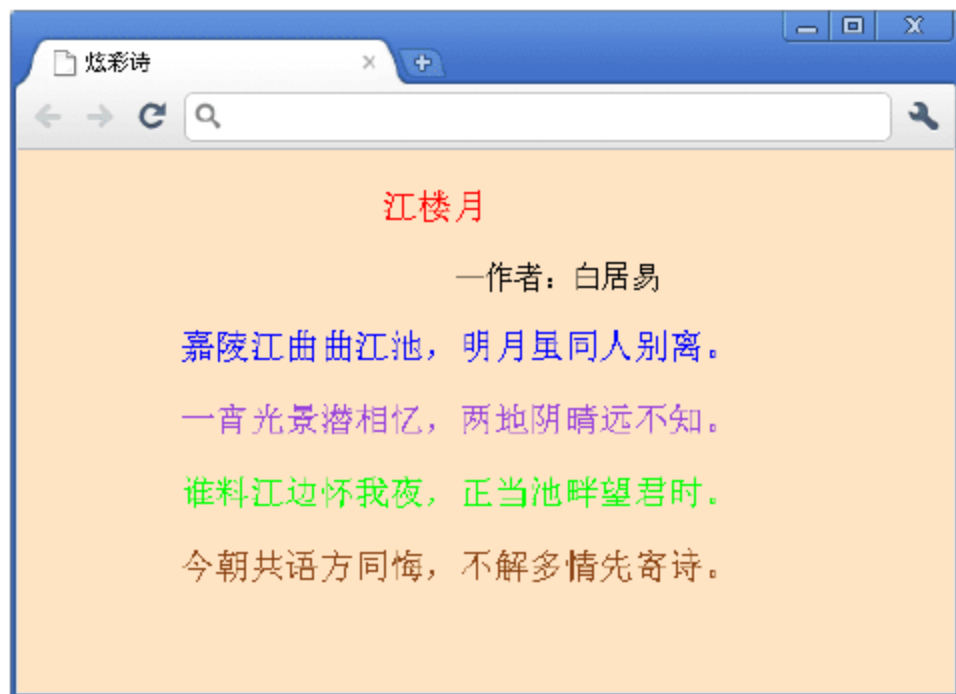 炫彩诗
江楼月
—作者：白居易
嘉陵江曲曲江池，明月虽同人别离。
一宵光景潜相忆，两地阴晴远不知。
谁料江边怀我夜，正当池畔望君时。
今朝共语方同悔，不解多情先寄诗。